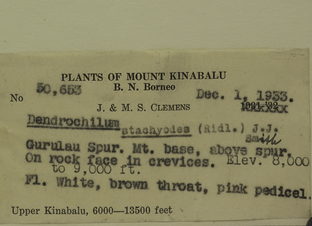 PLANTS OF MOUNT KINABALU
B. N. Borneo
No 50,653
Dec. 1, 1933.
J. & M. S. Clemens
Dendrochilum
stachyodes (Ridl.) J.J.
Smith
Gurulau Spur. Mt. base, above spur.
On rock face in crevices. Elev. 8,000
to 9,000 ft.
Fl. White, brown throat, pink pedicel.
Upper Kinabalu, 6000—13500 feet